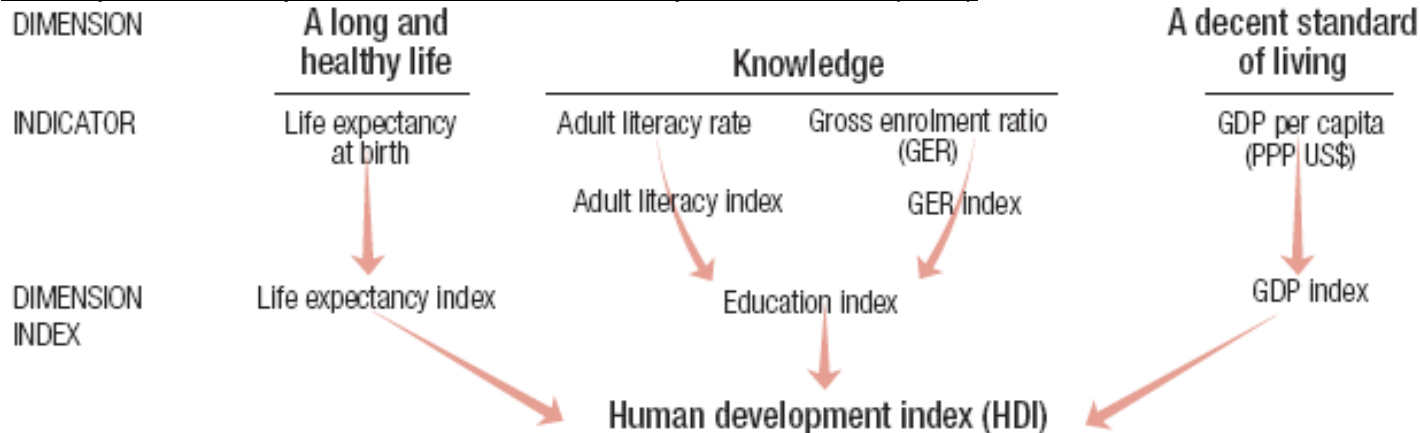 DIMENSION
A long and
healthy life
Knowledge
A decent standard
of living
INDICATOR
Life expectancy
at birth
Adult literacy rate
Gross enrolment ratio
(GER)
GDP per capita
(PPP US$)
Adult literacy index
GER index
DIMENSION
INDEX
Life expectancy index
Education index
GDP index
Human development index (HDI)